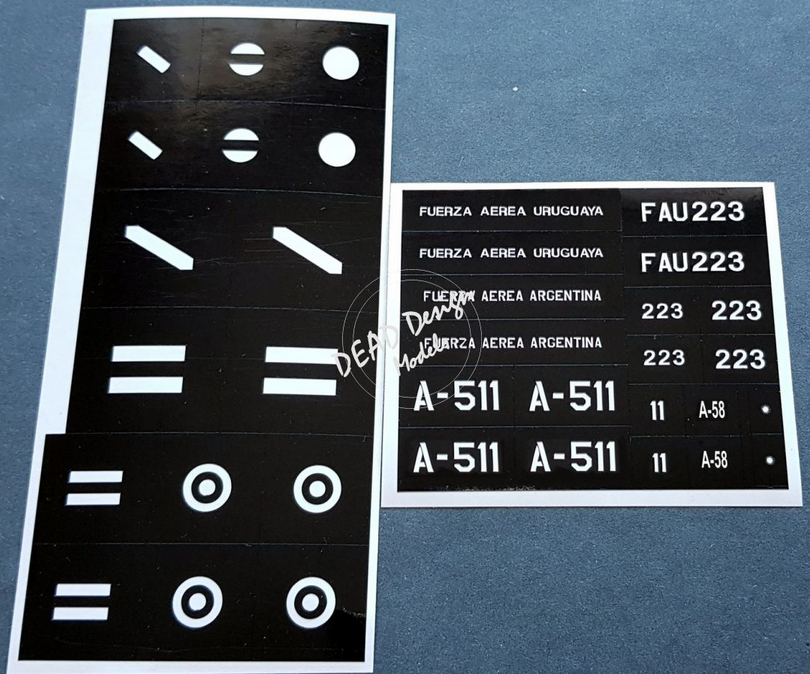 FUERZA AEREA URUGUAYA FAU223
FUERZA AEREA URUGUAYA FAU223
FUERZA AEREA ARGENTINA 223 223
FUERZA AEREA ARGENTINA 223 223
A-511 A-511 11 A-58
A-511 A-511 11 A-58
DEAD Design
Models